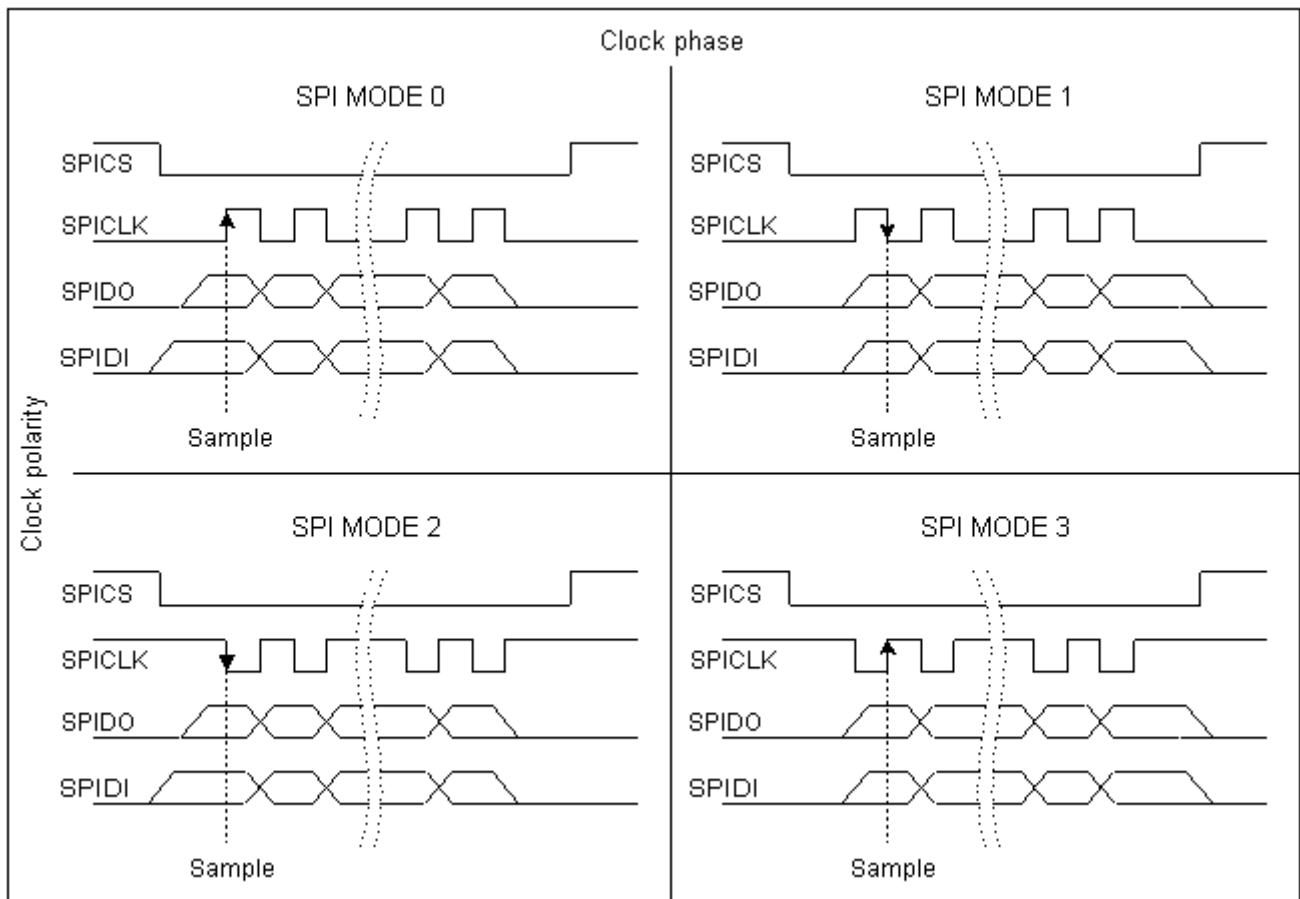 Clock phase
SPI MODE 0
SPICS
SPICLK
SPIDO
SPIDI
Sample
SPI MODE 1
SPICS
SPICLK
SPIDO
SPIDI
Sample
Clock polarity
SPI MODE 2
SPICS
SPICLK
SPIDO
SPIDI
Sample
SPI MODE 3
SPICS
SPICLK
SPIDO
SPIDI
Sample